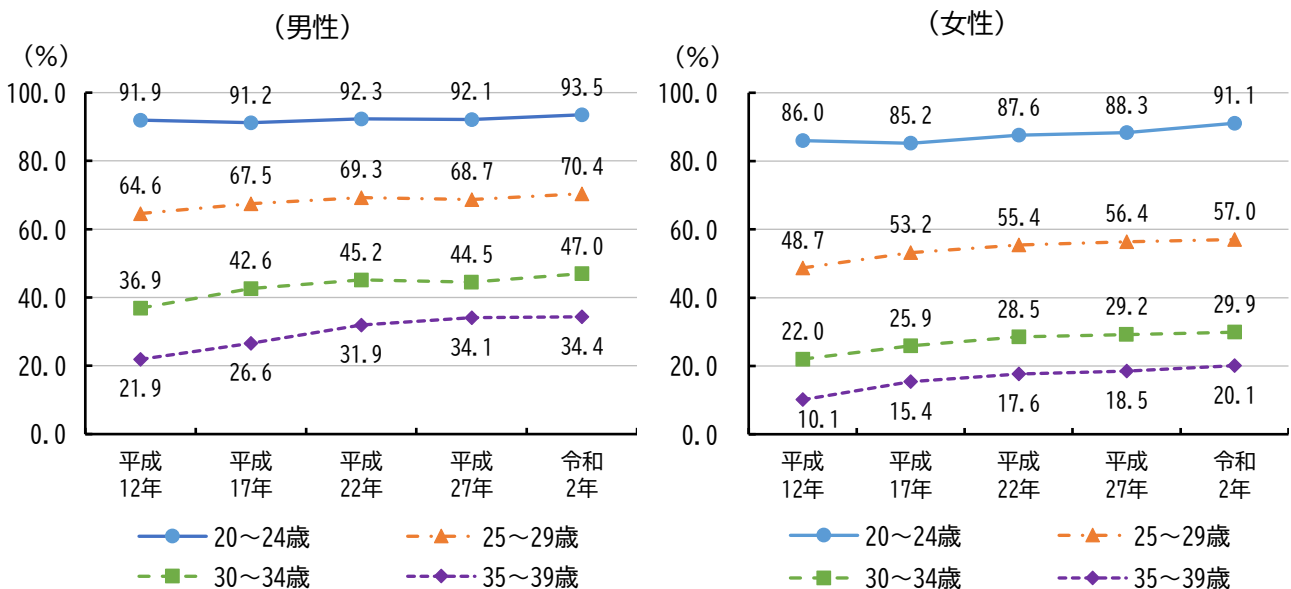 (男性)
(%)
100.0
80.0
60.0
40.0
20.0
0.0
91.9 91.2 92.3 92.1 93.5
64.6 67.5 69.3 68.7 70.4
36.9 42.6 45.2 44.5 47.0
21.9 26.6 31.9 34.1 34.4
平成 平成 平成 平成 令和
12年 17年 22年 27年 2年
20～24歳 25～29歳
30～34歳 35～39歳
(女性)
(%)
100.0
80.0
60.0
40.0
20.0
0.0
86.0 85.2 87.6 88.3 91.1
48.7 53.2 55.4 56.4 57.0
22.0 25.9 28.5 29.2 29.9
10.1 15.4 17.6 18.5 20.1
平成 平成 平成 平成 令和
12年 17年 22年 27年 2年
20～24歳 25～29歳
30～34歳 35～39歳